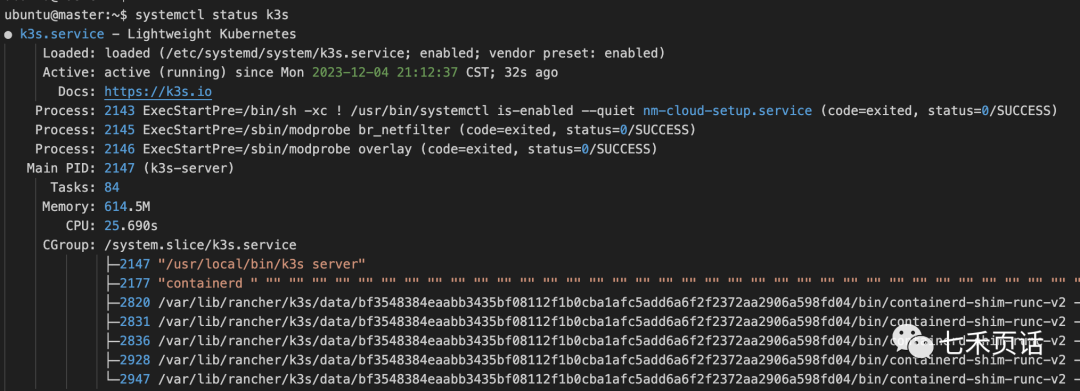 ubuntu@master:~$ systemctl status k3s
● k3s.service - Lightweight Kubernetes
Loaded: loaded (/etc/systemd/system/k3s.service; enabled; vendor preset: enabled)
Active: active (running) since Mon 2023-12-04 21:12:37 CST; 32s ago
Docs: https://k3s.io
Process: 2143 ExecStartPre=/bin/sh -xc ! /usr/bin/systemctl is-enabled --quiet nm-cloud-setup.service (code=exited, status=0/SUCCESS)
Process: 2145 ExecStartPre=/sbin/modprobe br_netfilter (code=exited, status=0/SUCCESS)
Process: 2146 ExecStartPre=/sbin/modprobe overlay (code=exited, status=0/SUCCESS)
Main PID: 2147 (k3s-server)
Tasks: 84
Memory: 614.5M
CPU: 25.690s
CGroup: /system.slice/k3s.service
├─2147 "/usr/local/bin/k3s server"
├─2177 "containerd " "" "" "" "" "" "" "" "" "" "" "" "" "" "" "" "" "" "" "" "" "" "" "" "" "" "" "" "" "" "" "" "" "" "" "
├─2820 /var/lib/rancher/k3s/data/bf3548384eaabb3435bf08112f1b0cba1afc5add6a6f2f2372aa2906a598fd04/bin/containerd-shim-runc-v2 -
├─2831 /var/lib/rancher/k3s/data/bf3548384eaabb3435bf08112f1b0cba1afc5add6a6f2f2372aa2906a598fd04/bin/containerd-shim-runc-v2 -
├─2836 /var/lib/rancher/k3s/data/bf3548384eaabb3435bf08112f1b0cba1afc5add6a6f2f2372aa2906a598fd04/bin/containerd-shim-runc-v2 -
├─2928 /var/lib/rancher/k3s/data/bf3548384eaabb3435bf08112f1b0cba1afc5add6a6f2f2372aa2906a598fd04/bin/containerd-shim-runc-v2 -
└─2947 /var/lib/rancher/k3s/data/bf3548384eaabb3435bf08112f1b0cba1afc5add6a6f2f2372aa2906a598fd04/bin/containerd-shim-runc-v2 -
七禾页话